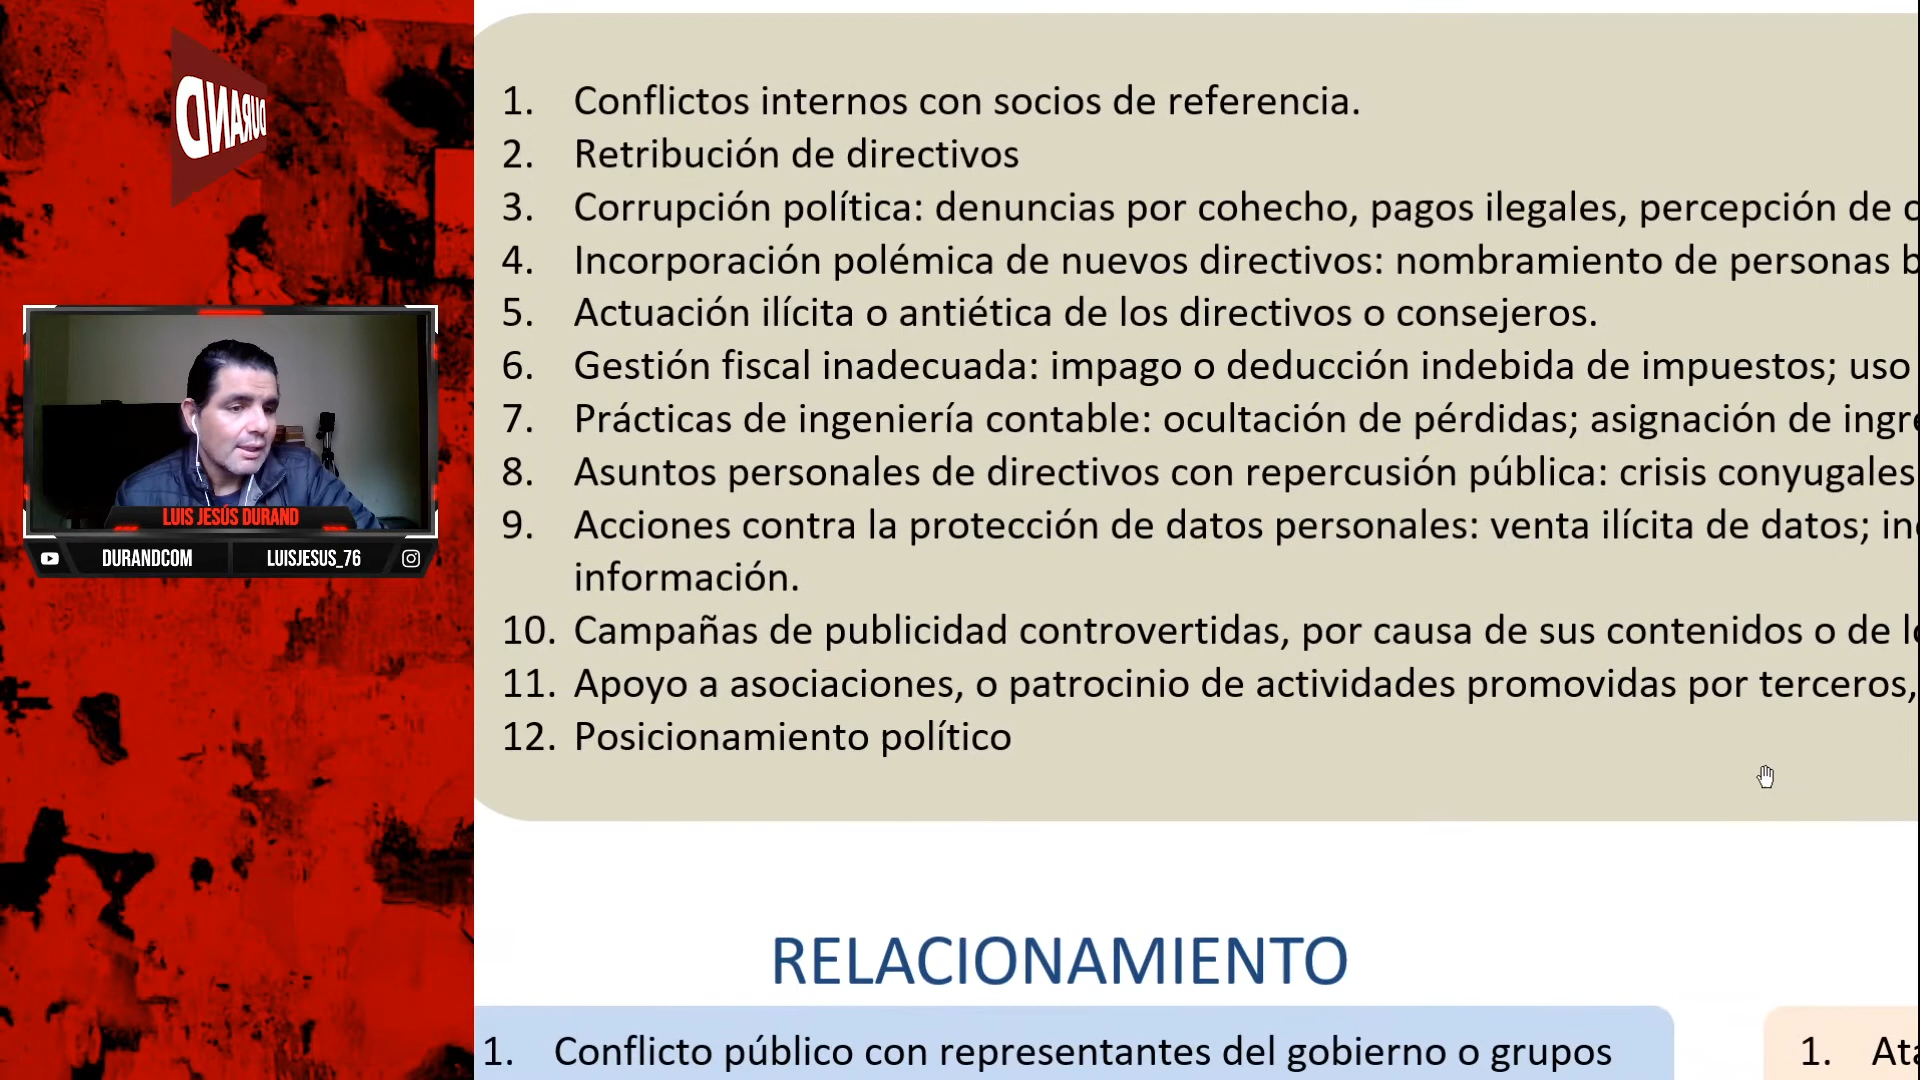 DURAND
LUIS JESÚS DURAND
DURANDCOM
LUISJESUS_76
1. Conflictos internos con socios de referencia.
2. Retribución de directivos
3. Corrupción política: denuncias por cohecho, pagos ilegales, percepción de
4. Incorporación polémica de nuevos directivos: nombramiento de personas
5. Actuación ilícita o antiética de los directivos o consejeros.
6. Gestión fiscal inadecuada: impago o deducción indebida de impuestos; uso
7. Prácticas de ingeniería contable: ocultación de pérdidas; asignación de
8. Asuntos personales de directivos con repercusión pública: crisis conyugales
9. Acciones contra la protección de datos personales: venta ilícita de datos;
información.
10. Campañas de publicidad controvertidas, por causa de sus contenidos o de
11. Apoyo a asociaciones, o patrocinio de actividades promovidas por terceros,
12. Posicionamiento político
RELACIONAMIENTO
1. Conflicto público con representantes del gobierno o grupos
1.